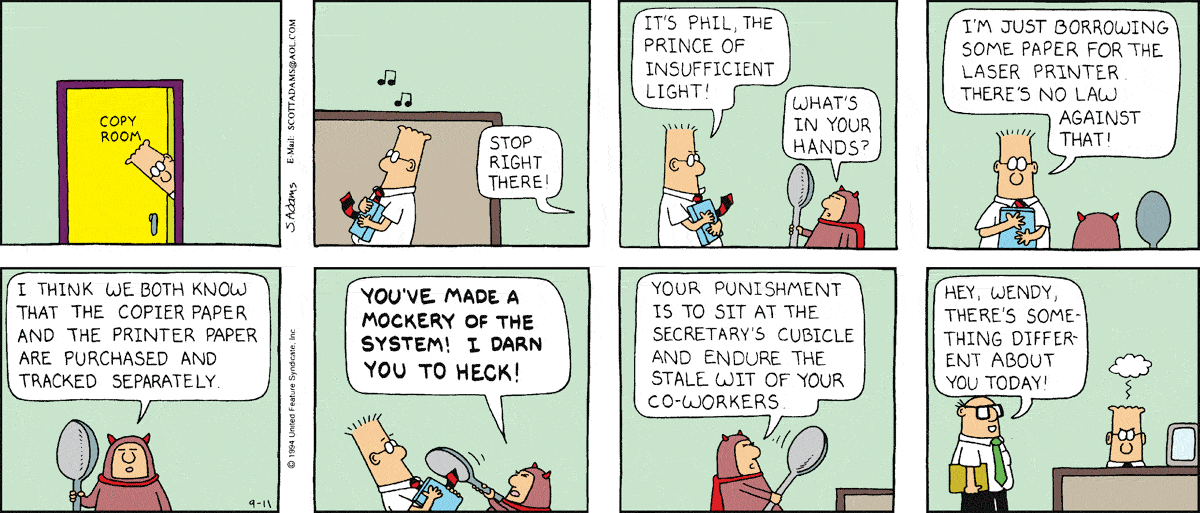 COPY
ROOM
S.Adams E-Mail: SCOTTADAMS@AOL.COM
STOP
RIGHT
THERE!
IT'S PHIL, THE
PRINCE OF
INSUFFICIENT
LIGHT!
WHAT'S
IN YOUR
HANDS?
I'M JUST BORROWING
SOME PAPER FOR THE
LASER PRINTER.
THERE'S NO LAW
AGAINST
THAT!
I THINK WE BOTH KNOW
THAT THE COPIER PAPER
AND THE PRINTER PAPER
ARE PURCHASED AND
TRACKED SEPARATELY.
9-11
© 1994 United Feature Syndicate, Inc
YOU'VE MADE A
MOCKERY OF THE
SYSTEM! I DARN
YOU TO HECK!
YOUR PUNISHMENT
IS TO SIT AT THE
SECRETARY'S CUBICLE
AND ENDURE THE
STALE WIT OF YOUR
CO-WORKERS.
HEY, WENDY,
THERE'S SOME-
THING DIFFER-
ENT ABOUT
YOU TODAY!